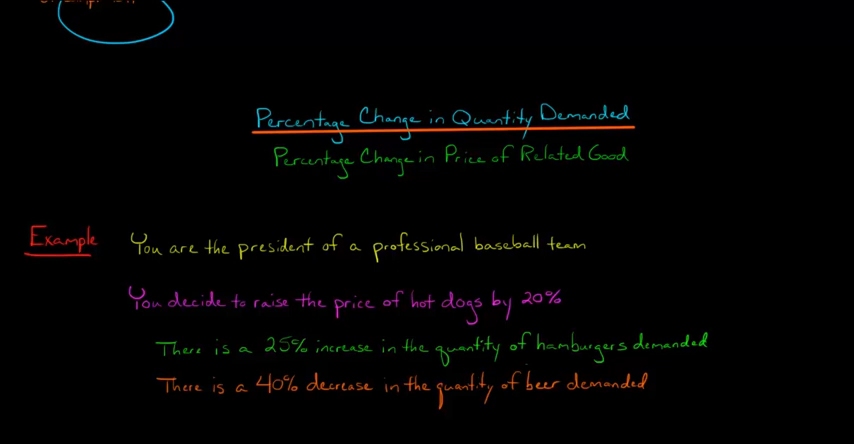 Percentage Change in Quantity Demanded
Percentage Change in Price of Related Good
Example
You are the president of a professional baseball team
You decide to raise the price of hot dogs by 20%
There is a 25% increase in the quantity of hamburgers demanded
There is a 40% decrease in the quantity of beer demanded